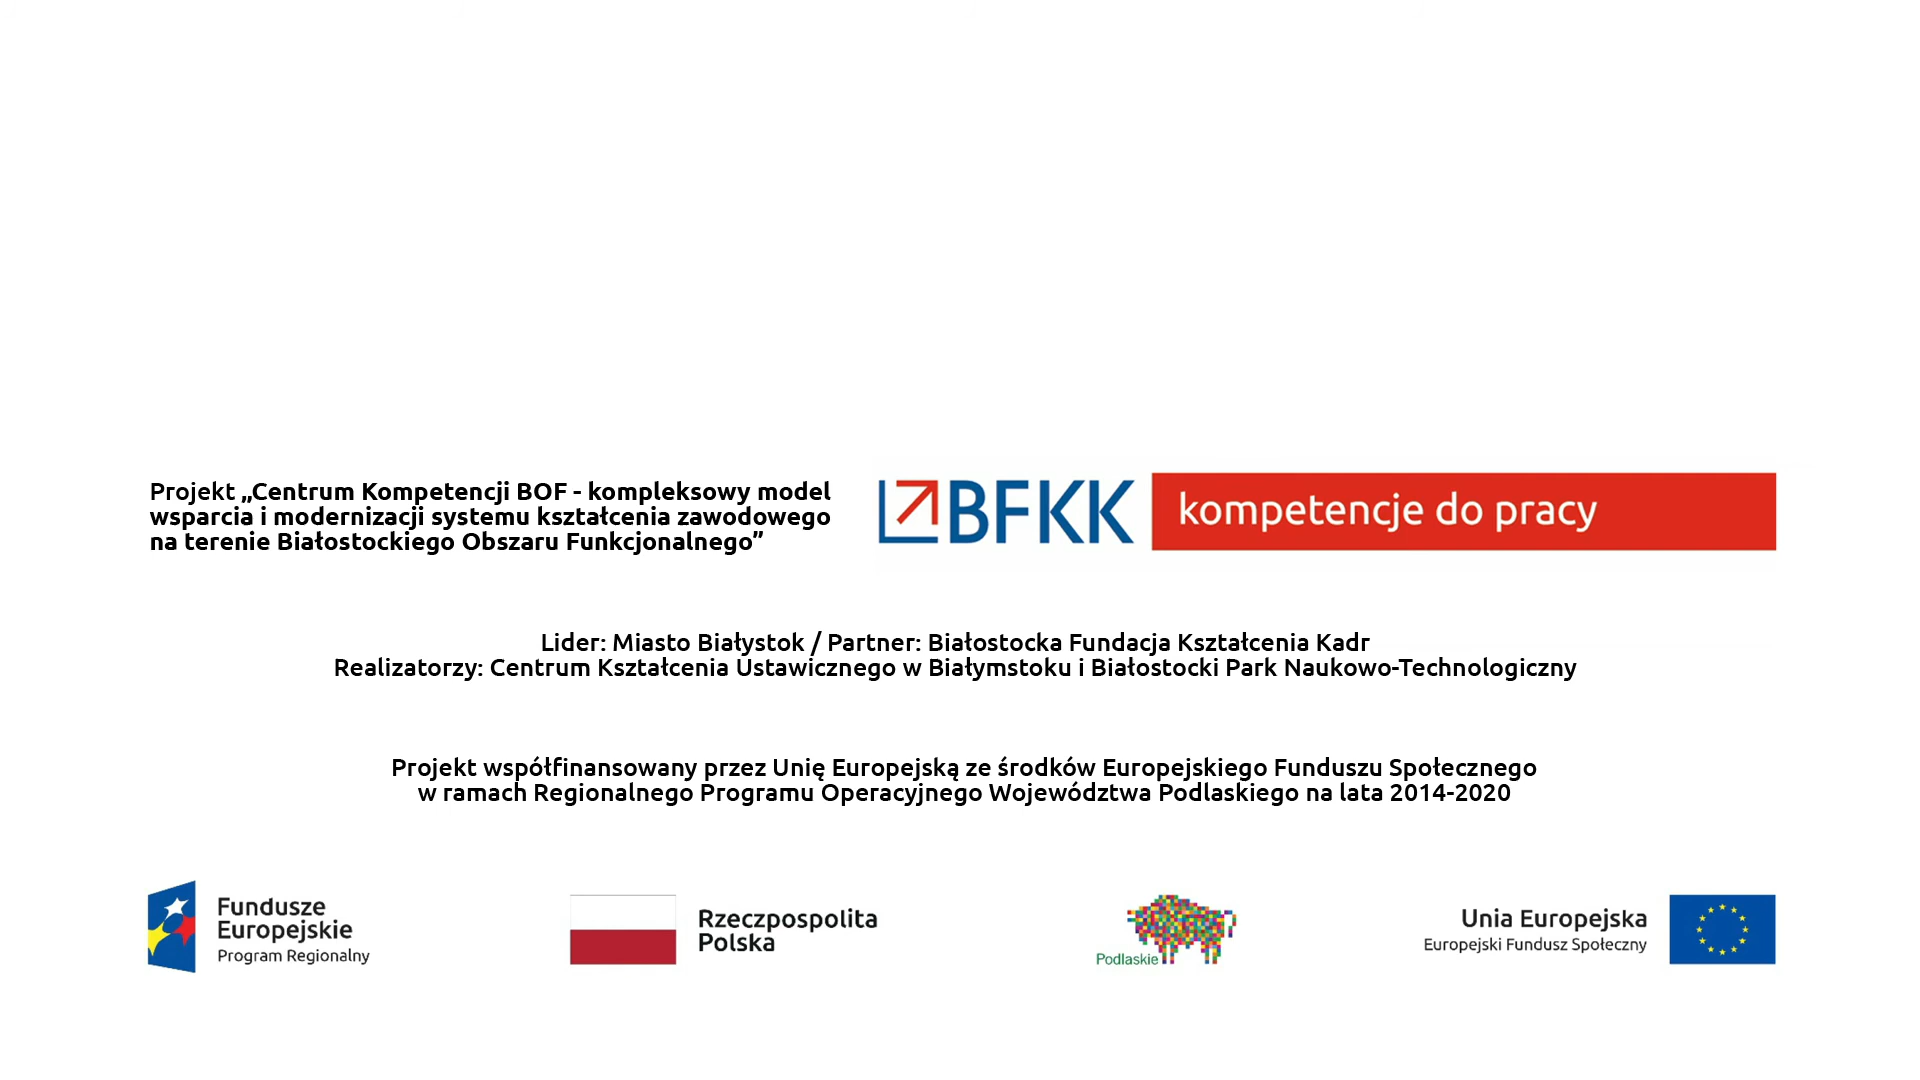 Projekt „Centrum Kompetencji BOF - kompleksowy model
wsparcia i modernizacji systemu kształcenia zawodowego
na terenie Białostockiego Obszaru Funkcjonalnego”
BFKK kompetencje do pracy
Lider: Miasto Białystok / Partner: Białostocka Fundacja Kształcenia Kadr
Realizatorzy: Centrum Kształcenia Ustawicznego w Białymstoku i Białostocki Park Naukowo-Technologiczny
Projekt współfinansowany przez Unię Europejską ze środków Europejskiego Funduszu Społecznego
w ramach Regionalnego Programu Operacyjnego Województwa Podlaskiego na lata 2014-2020
Fundusze
Europejskie
Program Regionalny
Rzeczpospolita
Polska
Podlaskie
Unia Europejska
Europejski Fundusz Społeczny